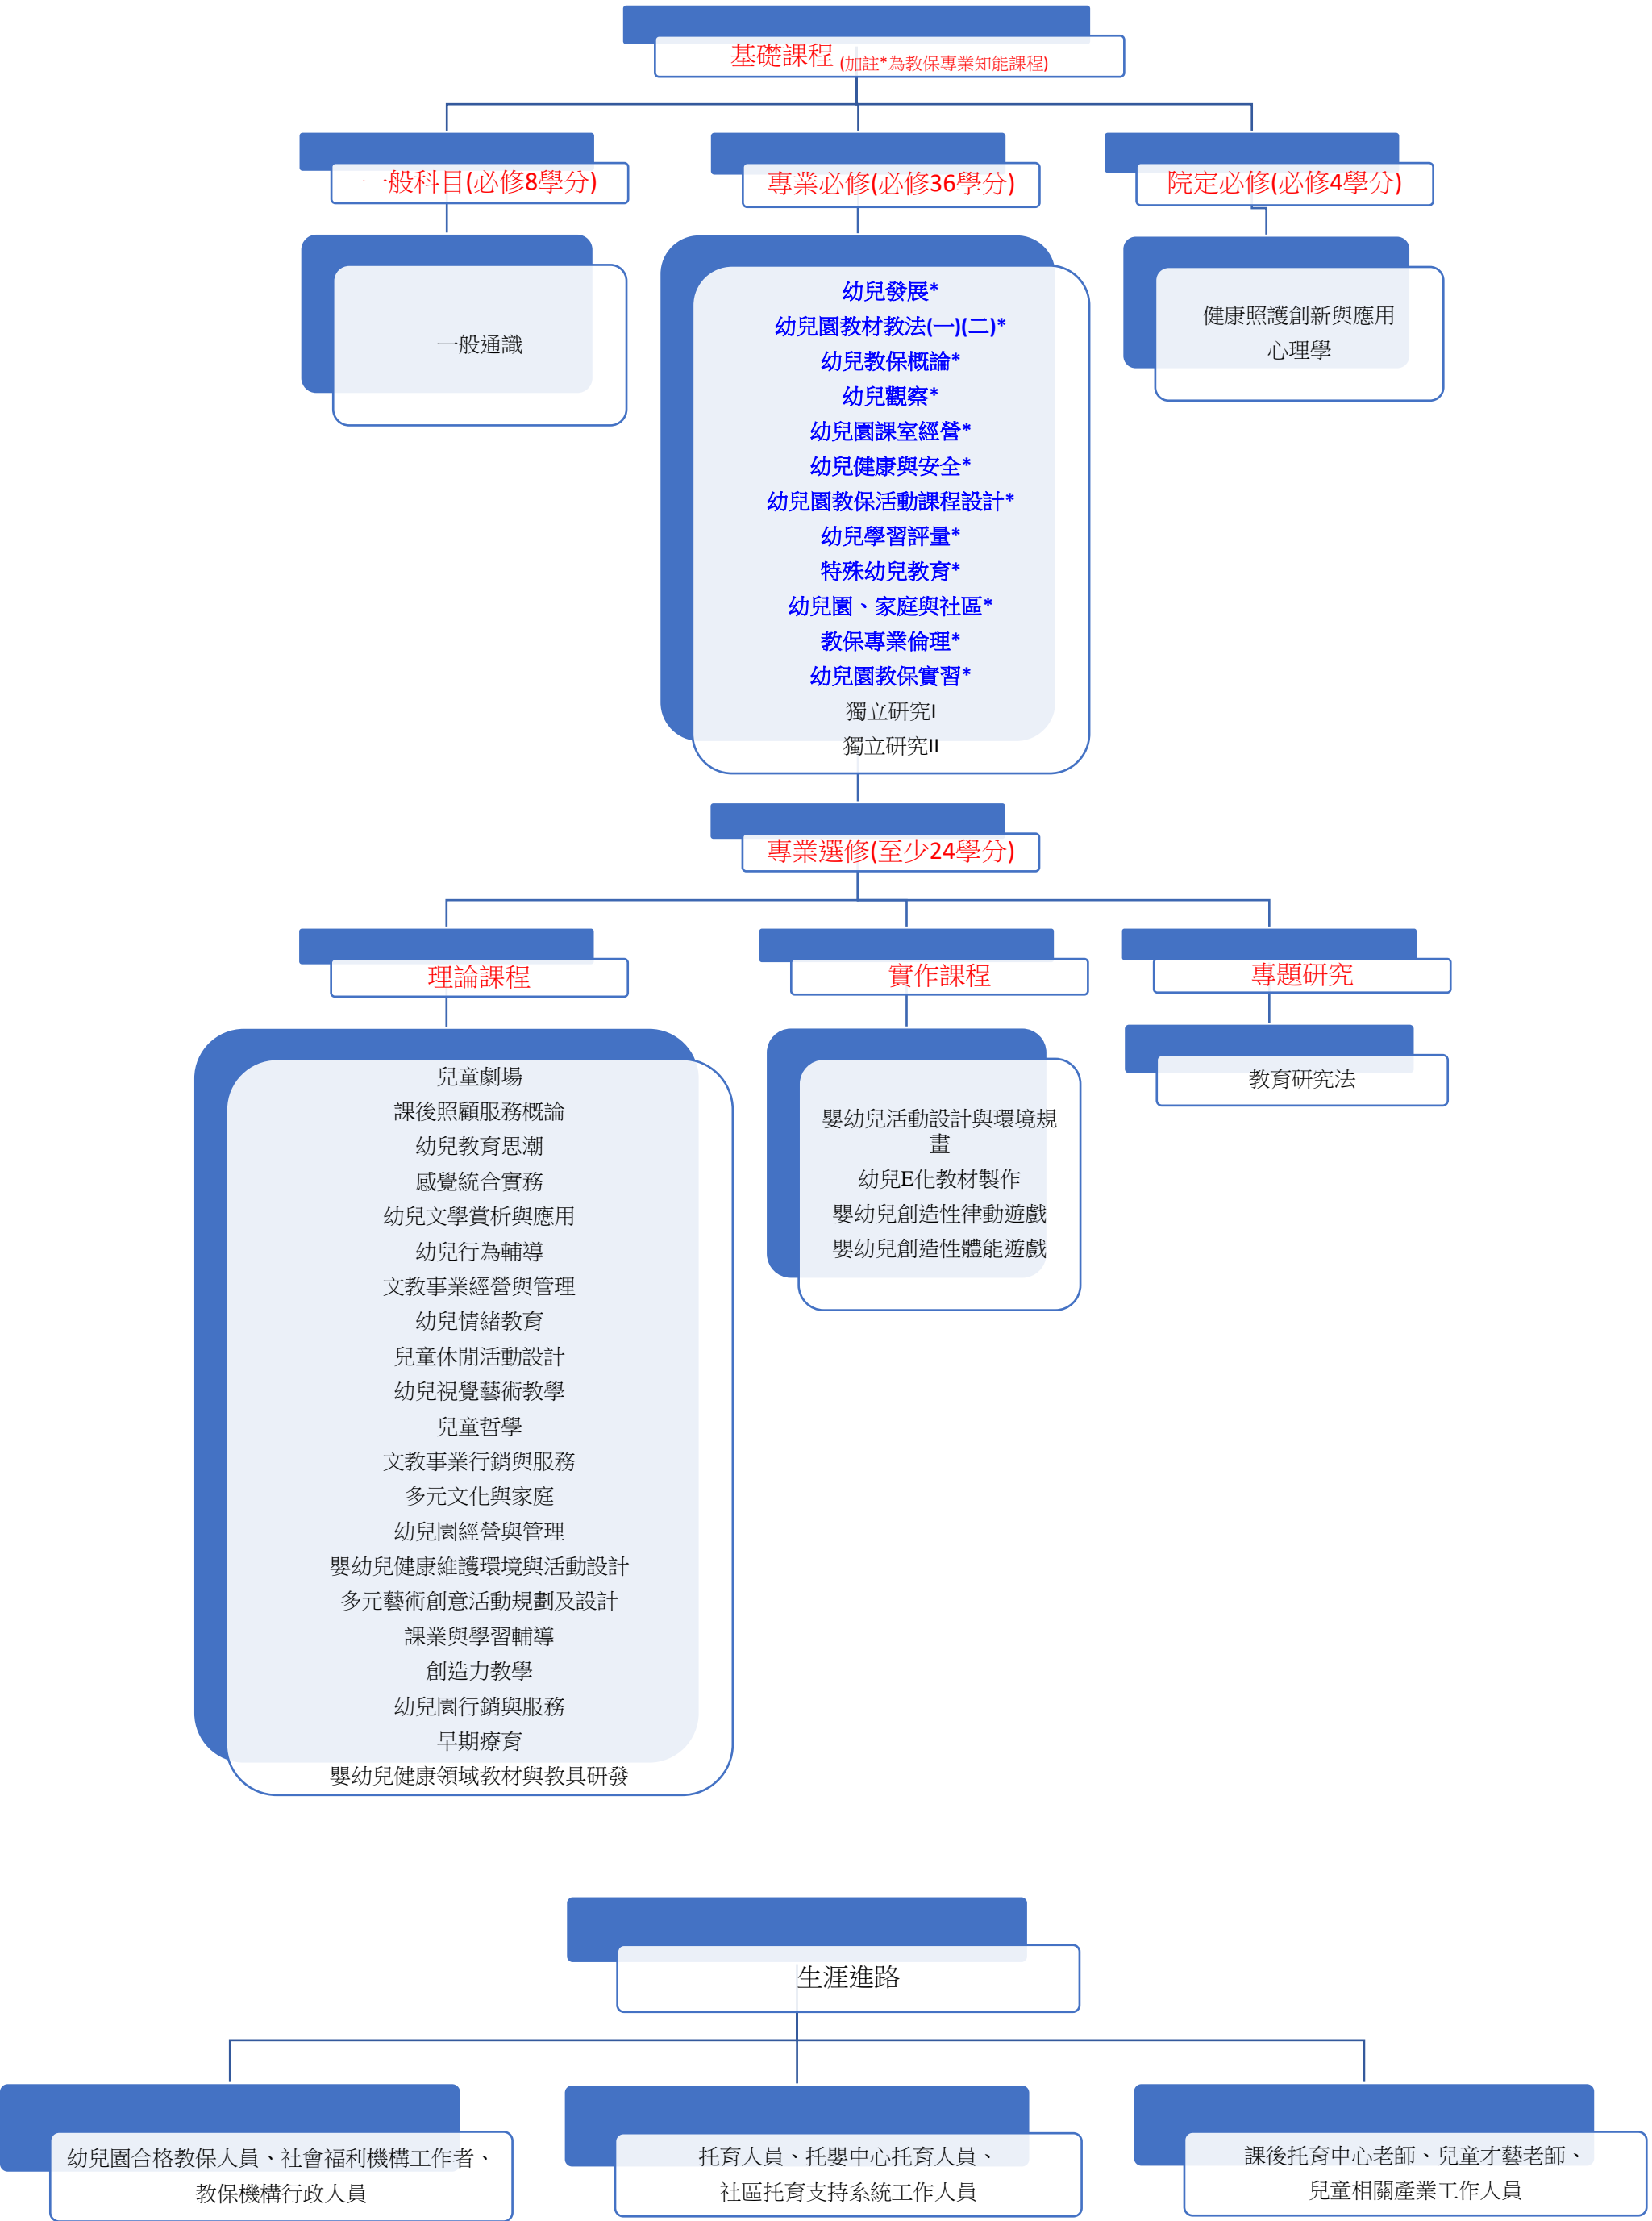 基礎課程 (加註*為教保專業知能課程)
一般科目(必修8學分)
專業必修(必修36學分)
院定必修(必修4學分)
一般通識
幼兒發展*
幼兒園教材教法(一)(二)*
幼兒教保概論*
幼兒觀察*
幼兒園課室經營*
幼兒健康與安全*
幼兒園教保活動課程設計*
幼兒學習評量*
特殊幼兒教育*
幼兒園、家庭與社區*
教保專業倫理*
幼兒園教保實習*
獨立研究I
獨立研究II
健康照護創新與應用
心理學
專業選修(至少24學分)
理論課程
實作課程
專題研究
兒童劇場
課後照顧服務概論
幼兒教育思潮
感覺統合實務
幼兒文學賞析與應用
幼兒行為輔導
文教事業經營與管理
幼兒情緒教育
兒童休閒活動設計
幼兒視覺藝術教學
兒童哲學
文教事業行銷與服務
多元文化與家庭
幼兒園經營與管理
嬰幼兒健康維護環境與活動設計
多元藝術創意活動規劃及設計
課業與學習輔導
創造力教學
幼兒園行銷與服務
早期療育
嬰幼兒健康領域教材與教具研發
嬰幼兒活動設計與環境規
畫
幼兒E化教材製作
嬰幼兒創造性律動遊戲
嬰幼兒創造性體能遊戲
教育研究法
生涯進路
幼兒園合格教保人員、社會福利機構工作者、
教保機構行政人員
托育人員、托嬰中心托育人員、
社區托育支持系統工作人員
課後托育中心老師、兒童才藝老師、
兒童相關產業工作人員